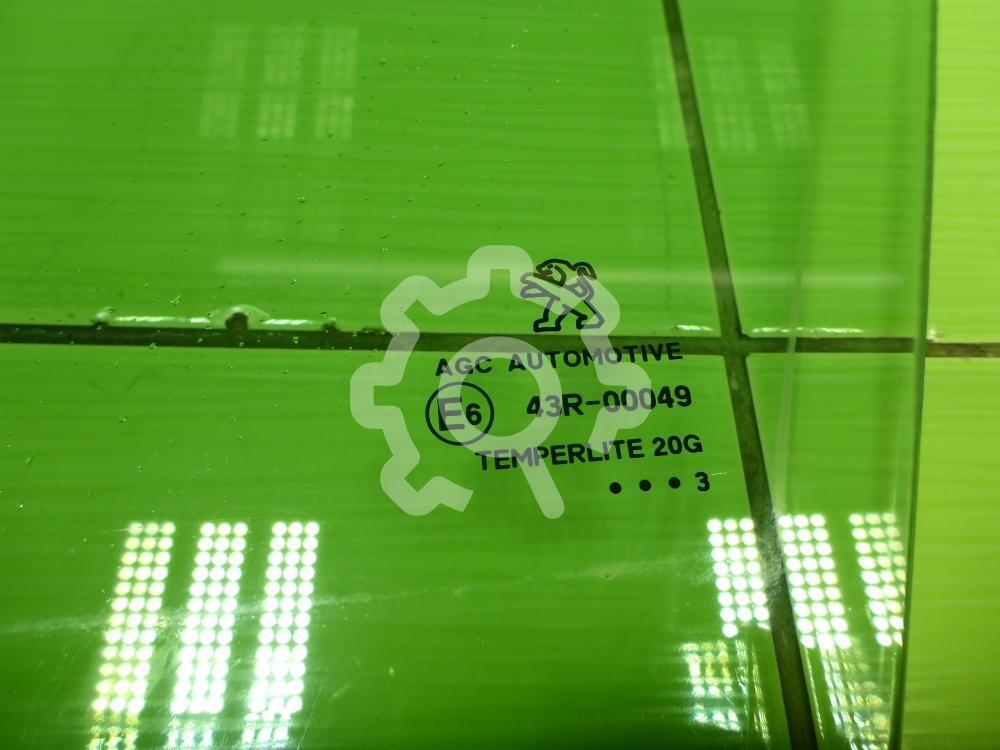 AGC AUTOMOTIVE
E6 43R-00049
TEMPERLITE 20G
• • • 3